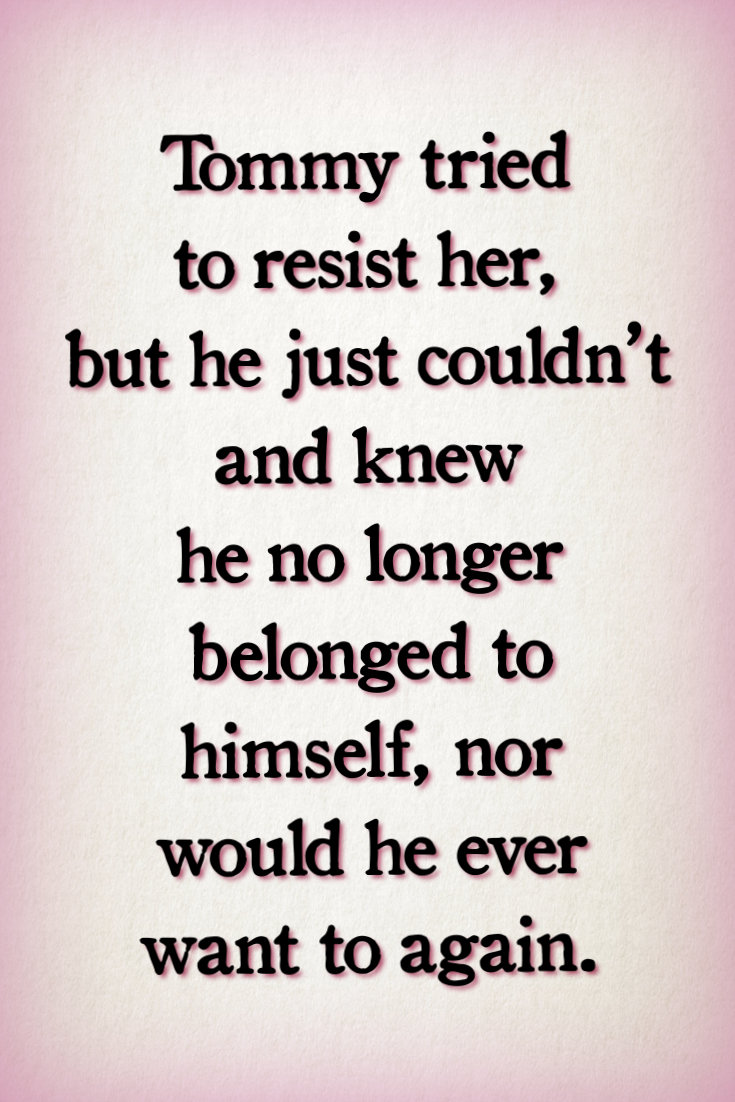 Tommy tried
to resist her,
but he just couldn’t
and knew
he no longer
belonged to
himself, nor
would he ever
want to again.